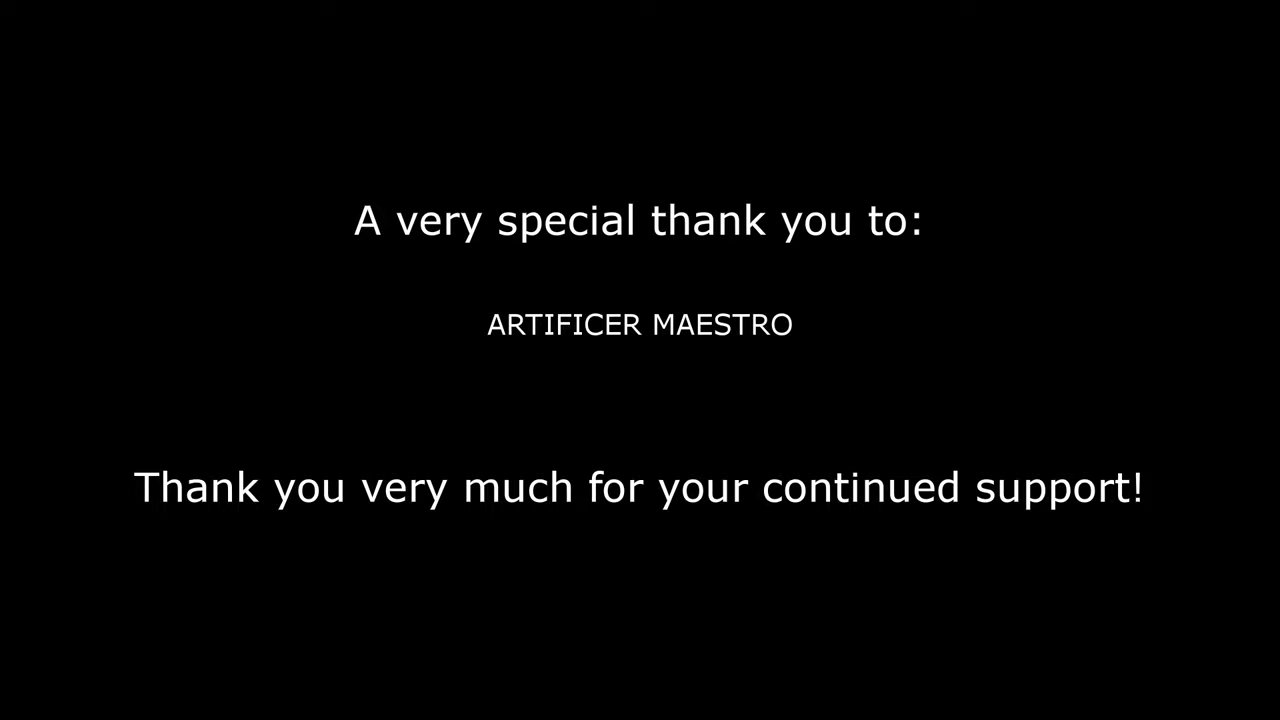 A very special thank you to:
ARTIFICER MAESTRO
Thank you very much for your continued support!